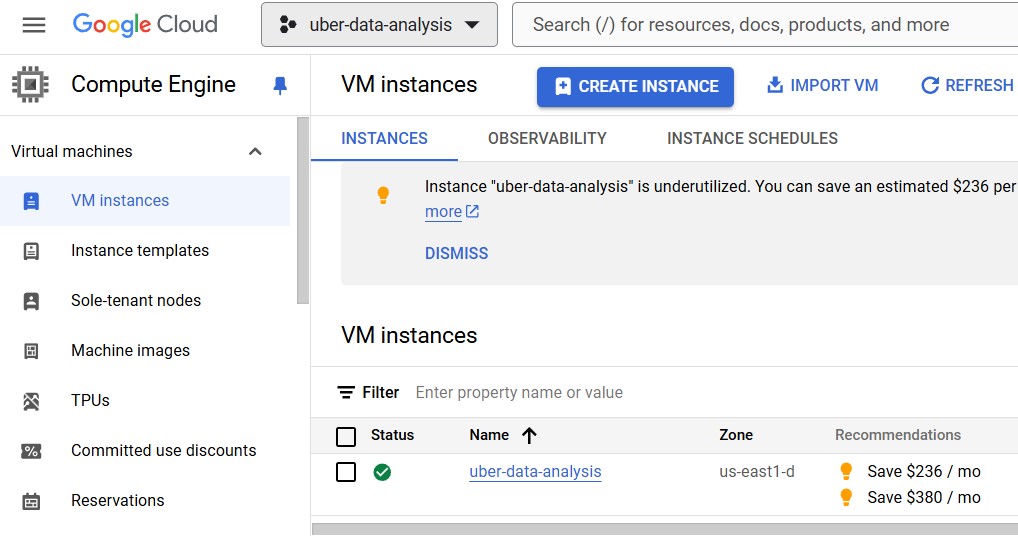 Google Cloud
uber-data-analysis
Search (/) for resources, docs, products, and more
Compute Engine
VM instances
CREATE INSTANCE
IMPORT VM
REFRESH
Virtual machines
VM instances
Instance templates
Sole-tenant nodes
Machine images
TPUs
Committed use discounts
Reservations
INSTANCES
OBSERVABILITY
INSTANCE SCHEDULES
Instance "uber-data-analysis" is underutilized. You can save an estimated $236 per
more
DISMISS
VM instances
Filter Enter property name or value
Status Name Zone Recommendations
uber-data-analysis us-east1-d Save $236 / mo
Save $380 / mo